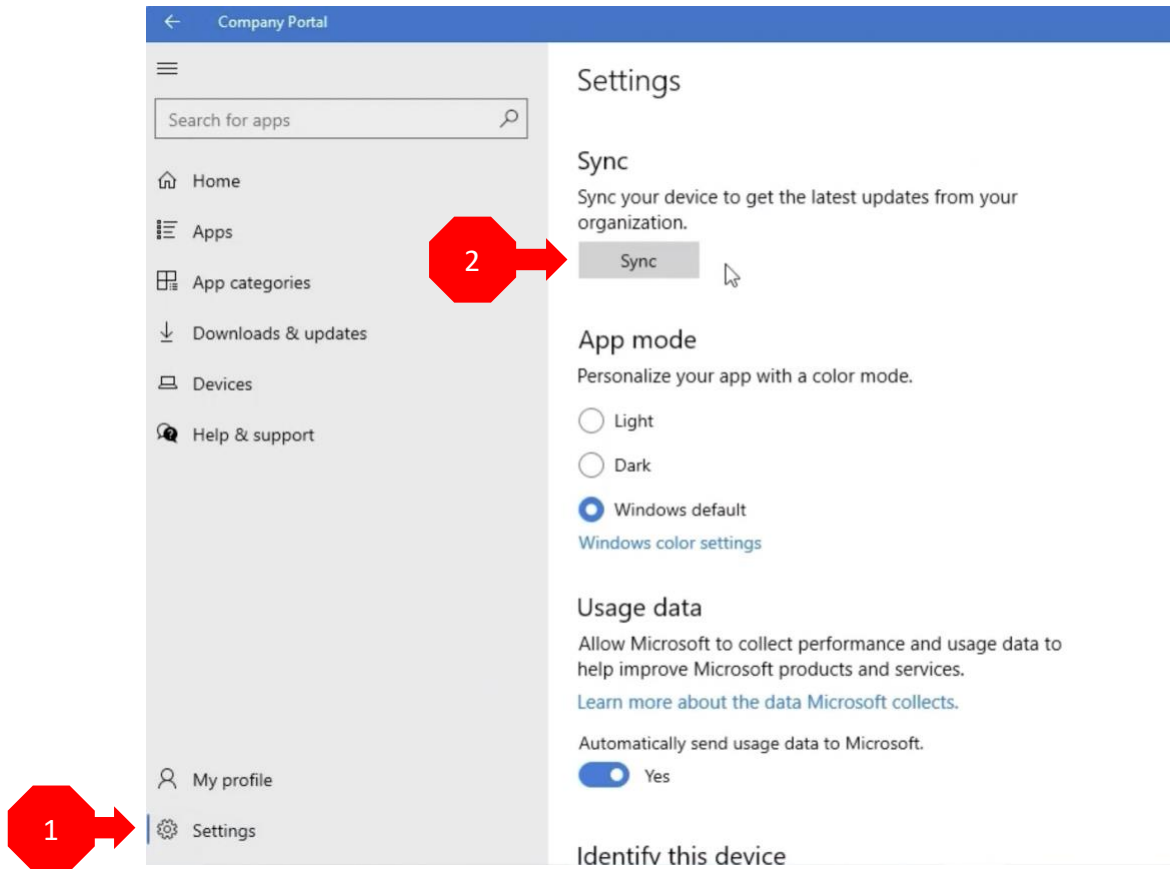 Company Portal
Search for apps
Home
Apps
App categories
Downloads & updates
Devices
Help & support
My profile
1
Settings
Settings
Sync
Sync your device to get the latest updates from your
organization.
2
Sync
App mode
Personalize your app with a color mode.
Light
Dark
Windows default
Windows color settings
Usage data
Allow Microsoft to collect performance and usage data to
help improve Microsoft products and services.
Learn more about the data Microsoft collects.
Automatically send usage data to Microsoft.
Yes
Identify this device